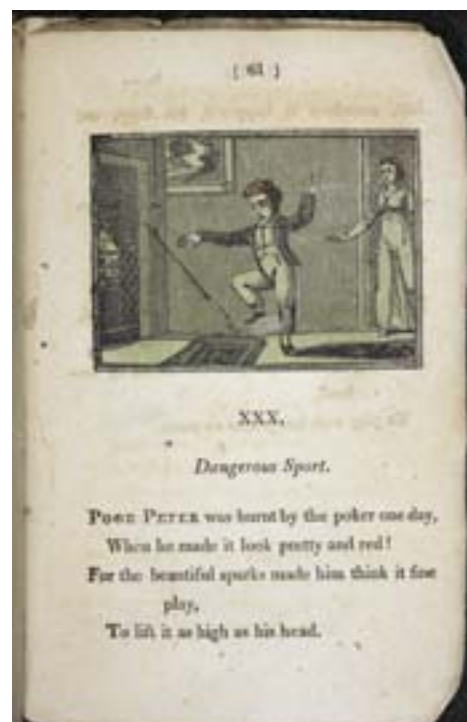 ( 61 )
XXX.
Dangerous Sport.
POOR PETER was burnt by the poker one day,
When he made it look pretty and red!
For the beautiful sparks made him think it fine
play,
To lift it as high as his head.